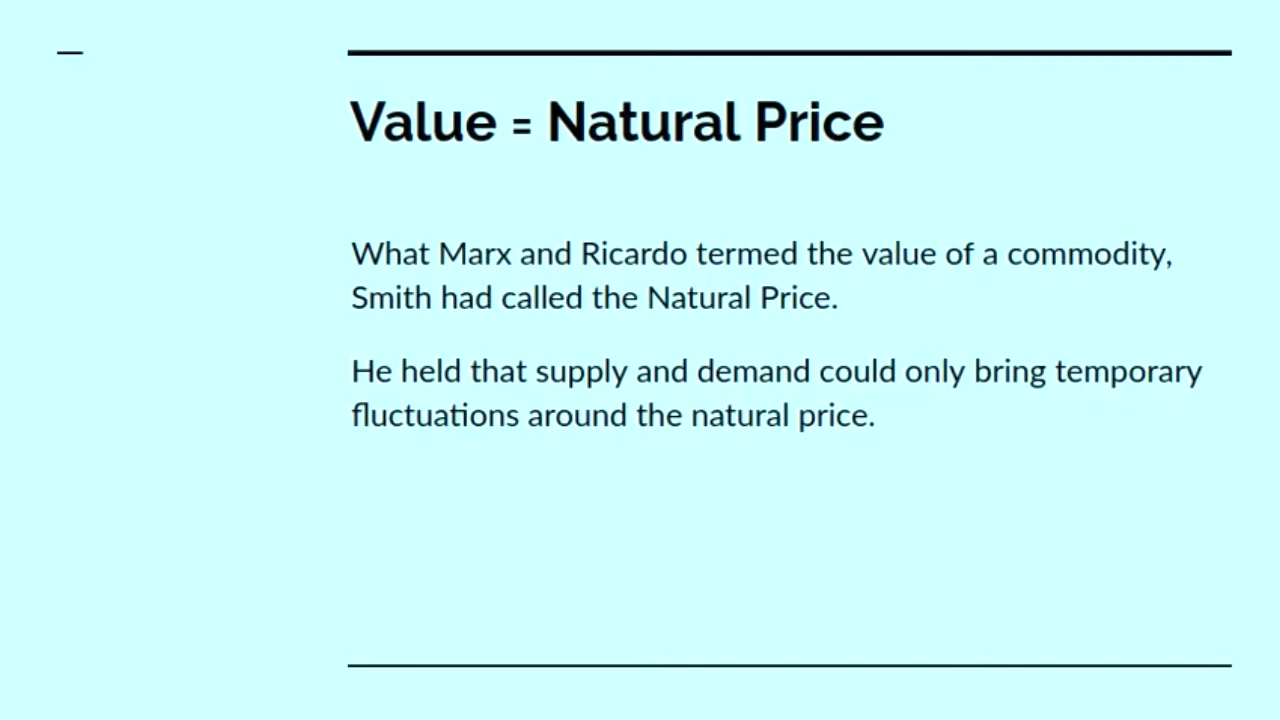 Value = Natural Price
What Marx and Ricardo termed the value of a commodity,
Smith had called the Natural Price.
He held that supply and demand could only bring temporary
fluctuations around the natural price.